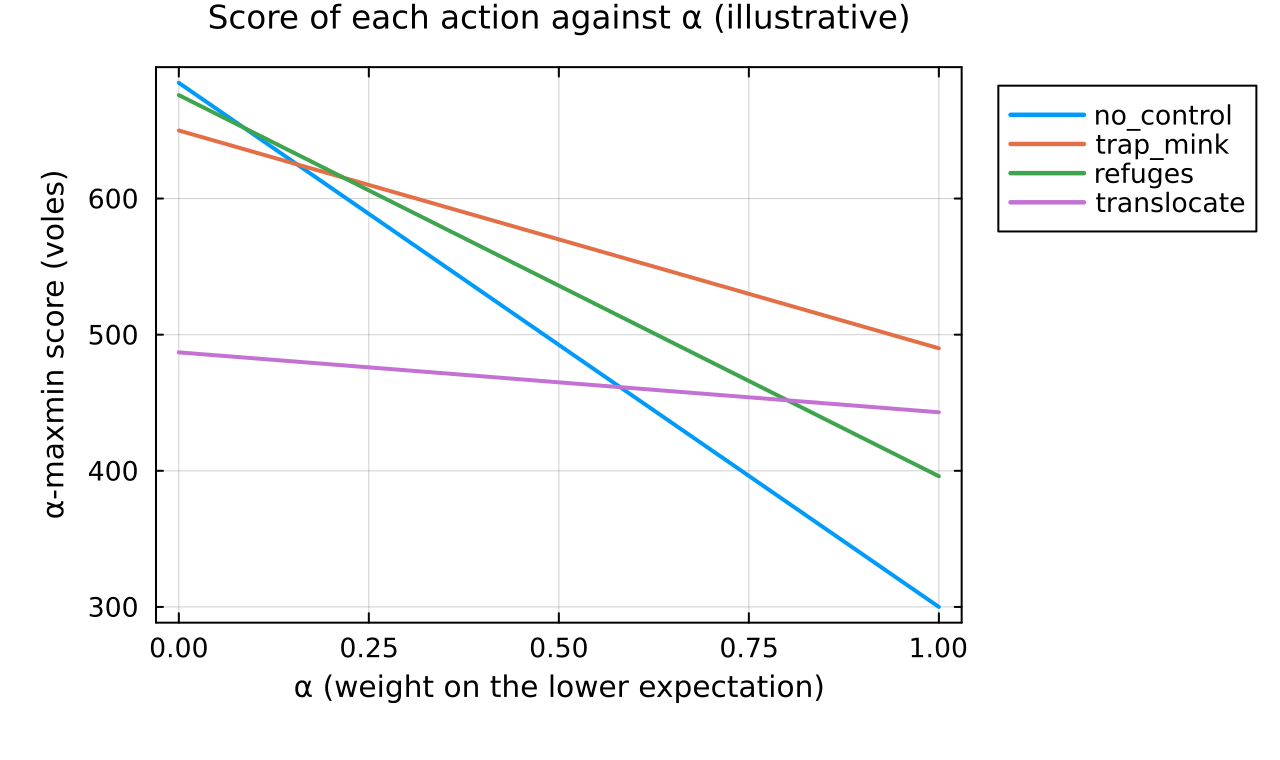 Score of each action against α (illustrative)
α-maxmin score (voles)
600
500
400
300
0.00
0.25
0.50
0.75
1.00
α (weight on the lower expectation)
no_control
trap_mink
refuges
translocate